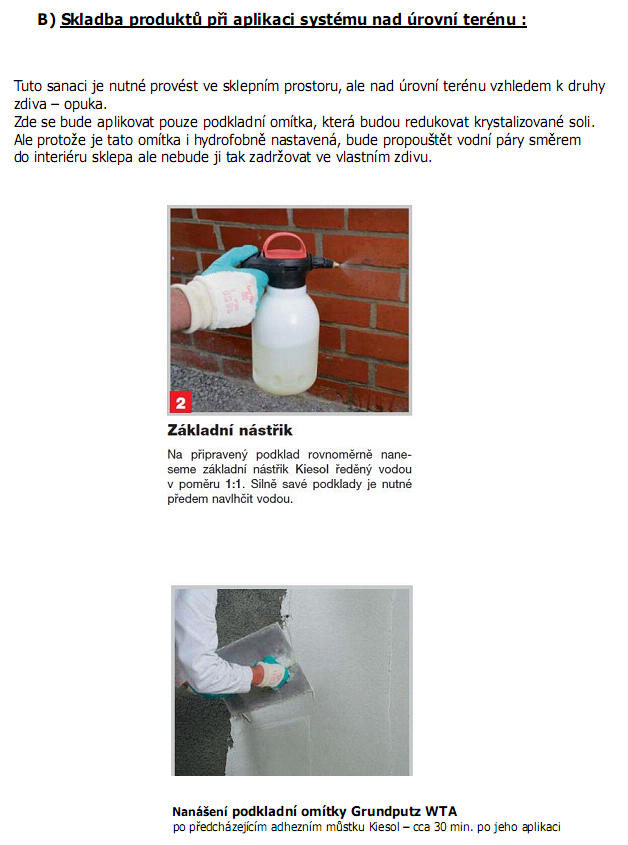 B) Skladba produktů při aplikaci systému nad úrovní terénu :
Tuto sanaci je nutné provést ve sklepním prostoru, ale nad úrovní terénu vzhledem k druhy
zdiva – opuka.
Zde se bude aplikovat pouze podkladní omítka, která budou redukovat krystalizované soli.
Ale protože je tato omítka i hydrofobně nastavená, bude propouštět vodní páry směrem
do interiéru sklepa ale nebude ji tak zadržovat ve vlastním zdivu.
2
Základní nástřik
Na připravený podklad rovnoměrně nane-
seme základní nástřik Kiesol ředěný vodou
v poměru 1:1. Silně savé podklady je nutné
předem navlhčit vodou.
Nanášení podkladní omítky Grundputz WTA
po předcházejícím adhezním můstku Kiesol – cca 30 min. po jeho aplikaci